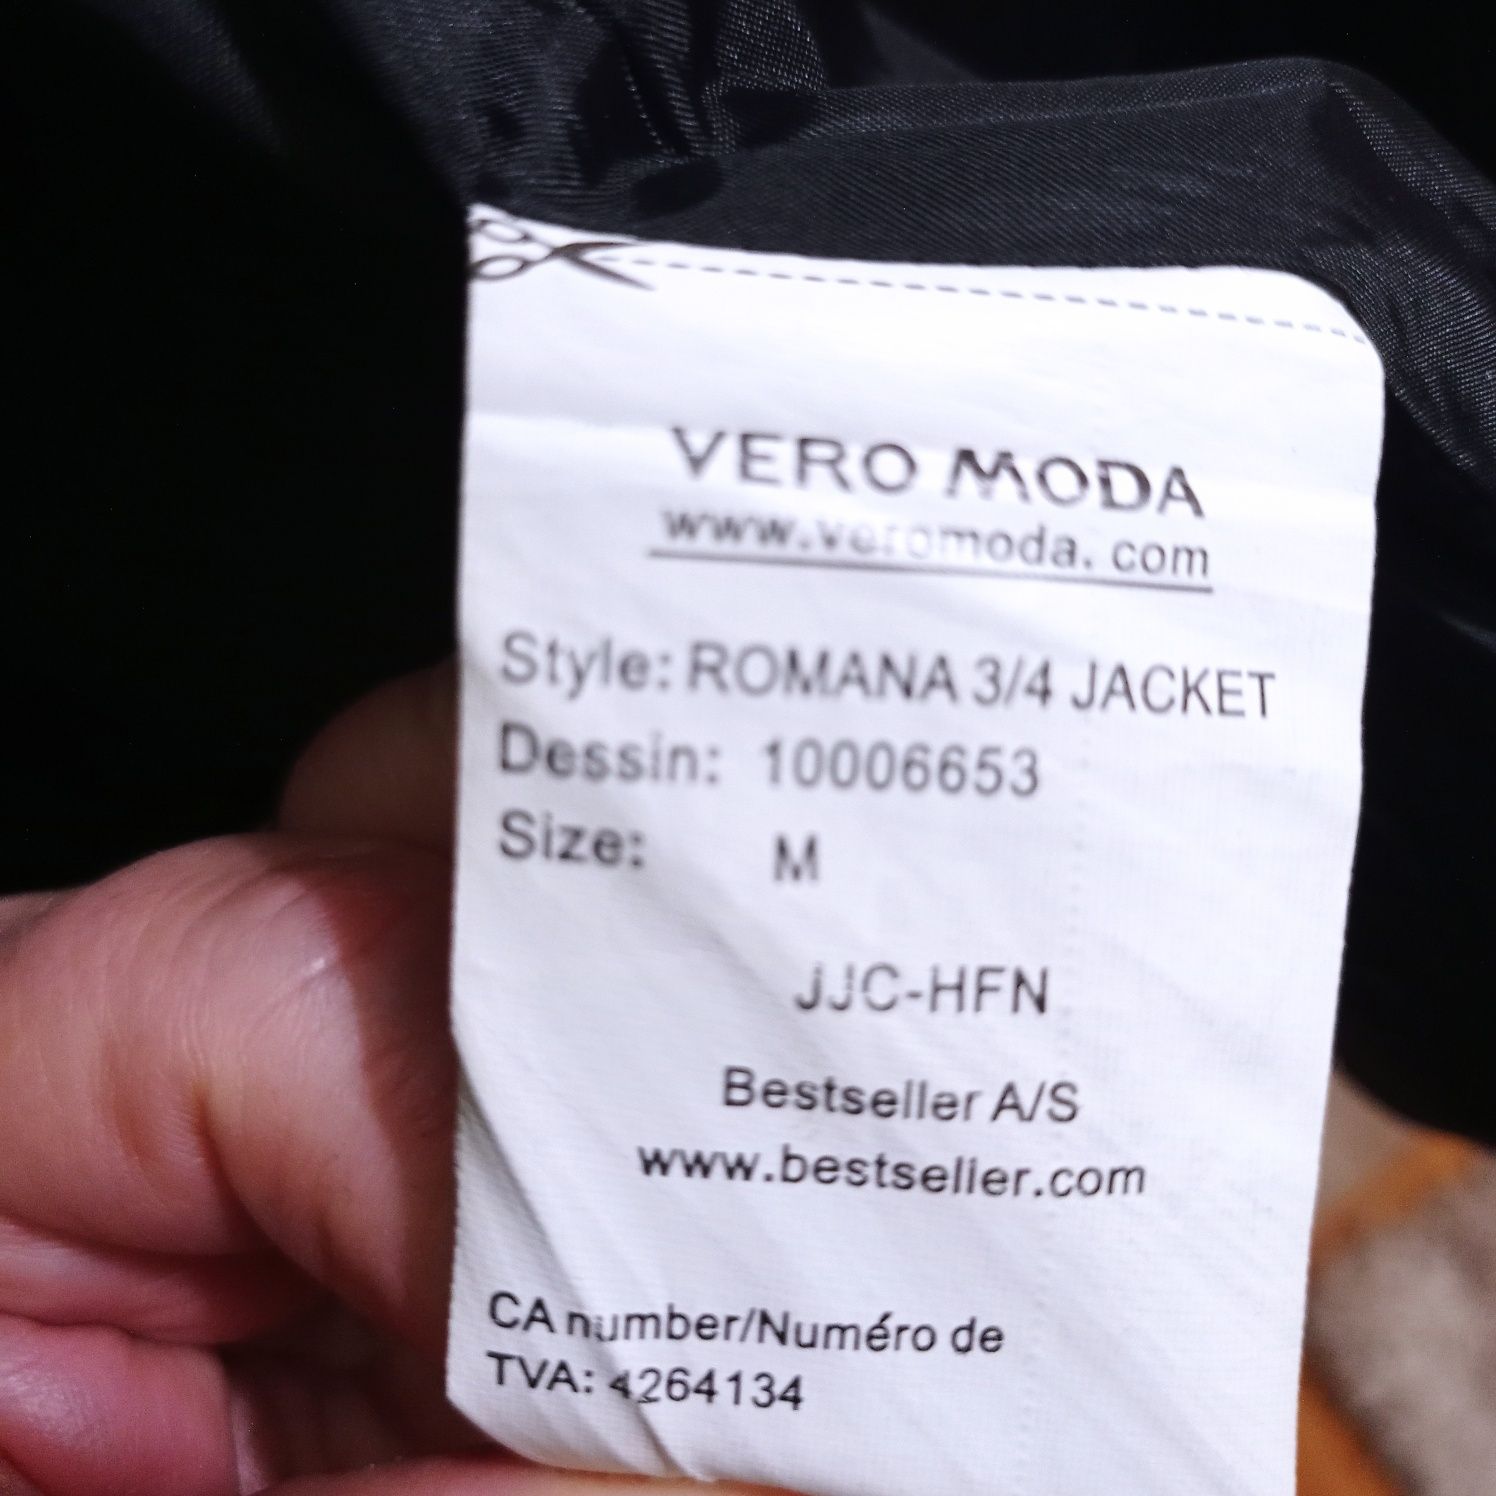 VERO MODA
www.veromoda.com
Style: ROMANA 3/4 JACKET
Dessin: 10006653
Size: M
JJC-HFN
Bestseller A/S
www.bestseller.com
CA number/Numéro de
TVA: 4264134